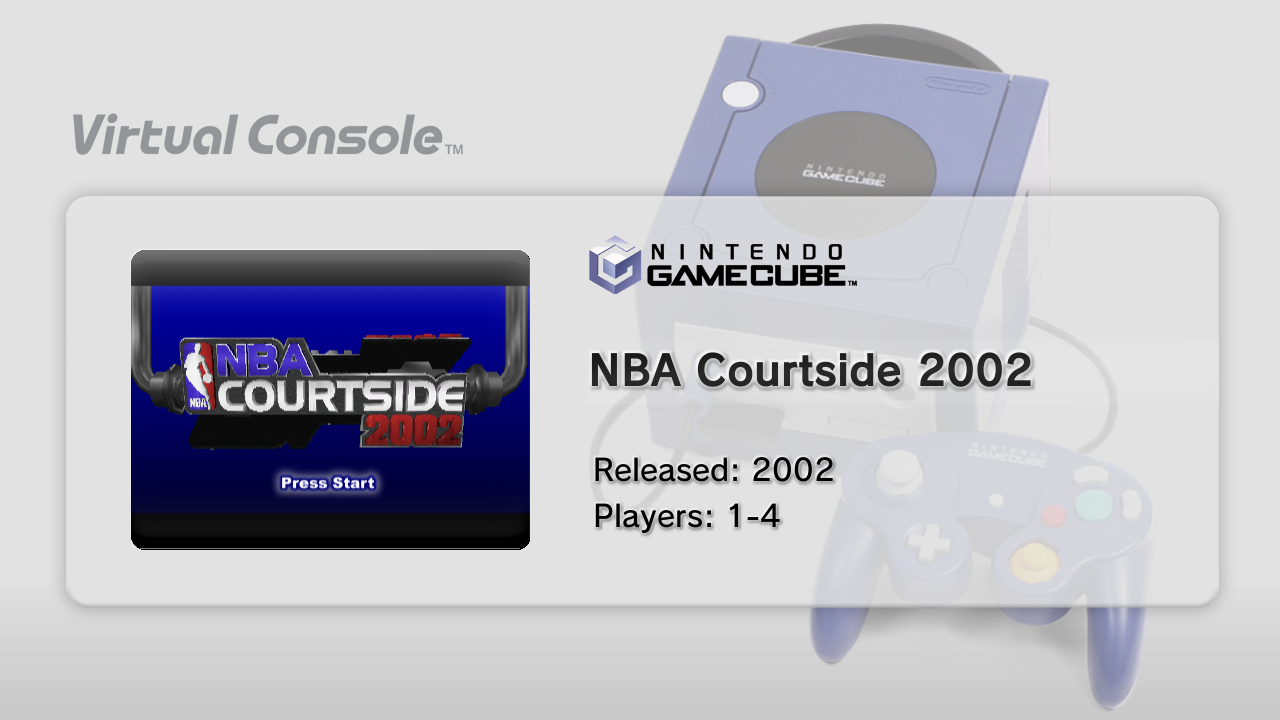 Virtual Console™
Nintendo
NINTENDO
GAMECUBE
NINTENDO
GAMECUBE™
NBA
NBA
COURTSIDE
2002
Press Start
NBA Courtside 2002
Released: 2002
Players: 1-4
NINTENDO
GAMECUBE